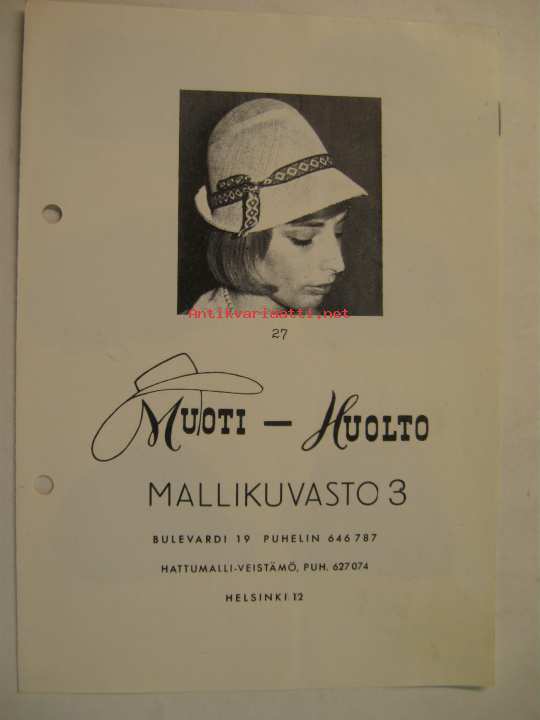 Antikvariaatti.net
27
MUOTI — HUOLTO
MALLIKUVASTO 3
BULEVARDI 19 PUHELIN 646 787
HATTUMALLI-VEISTÄMÖ, PUH. 627 074
HELSINKI 12